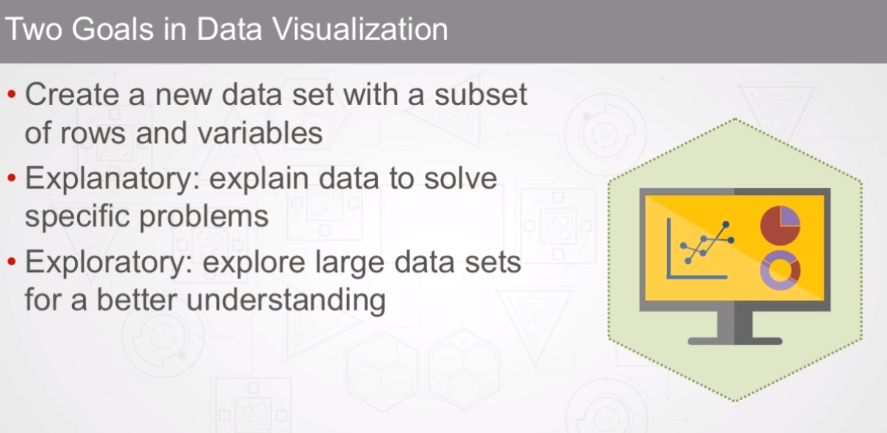 Two Goals in Data Visualization
• Create a new data set with a subset
of rows and variables
• Explanatory: explain data to solve
specific problems
• Exploratory: explore large data sets
for a better understanding